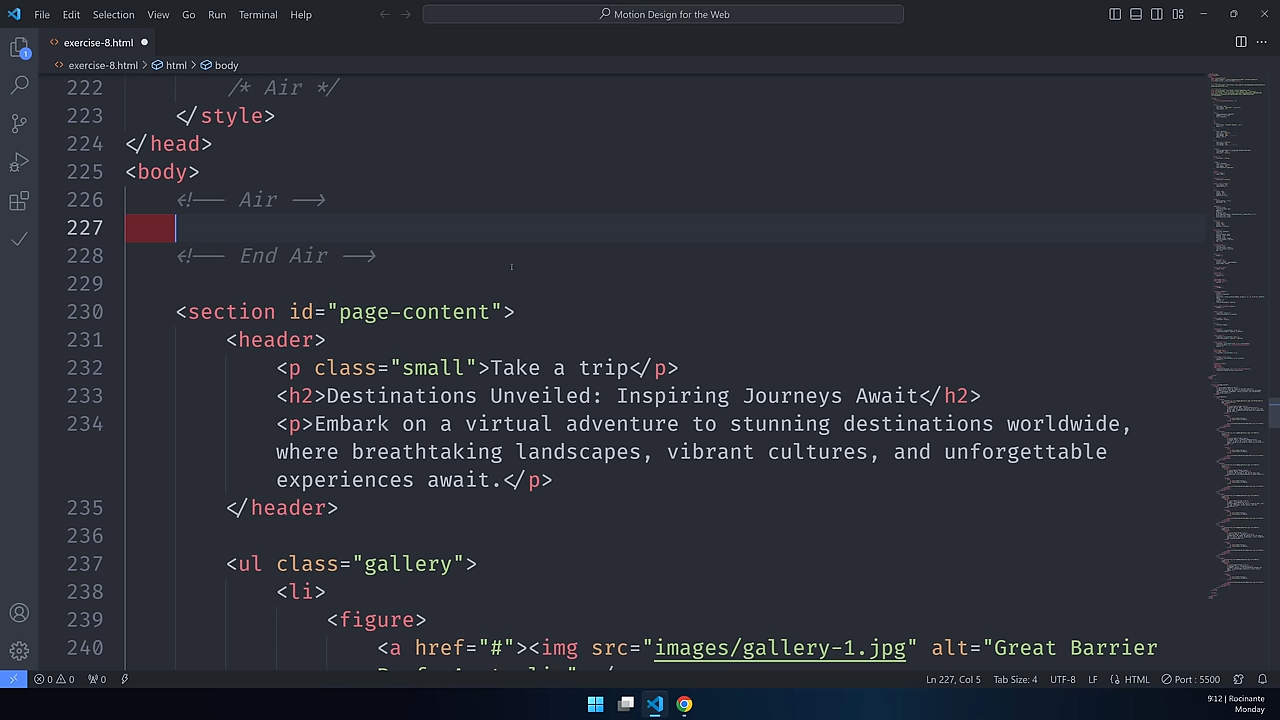 File Edit Selection View Go Run Terminal Help
Motion Design for the Web
exercise-8.html
exercise-8.html > html > body
1
222 /* Air */
223 </style>
224 </head>
225 <body>
226 <!-- Air -->
227
228 <!-- End Air -->
229
230 <section id="page-content">
231 <header>
232 <p class="small">Take a trip</p>
233 <h2>Destinations Unveiled: Inspiring Journeys Await</h2>
234 <p>Embark on a virtual adventure to stunning destinations worldwide,
where breathtaking landscapes, vibrant cultures, and unforgettable
experiences await.</p>
235 </header>
236
237 <ul class="gallery">
238 <li>
239 <figure>
240 <a href="#"><img src="images/gallery-1.jpg" alt="Great Barrier
0 0 0 Ln 227, Col 5 Tab Size: 4 UTF-8 LF HTML Port : 5500
9:12 | Rocinante
Monday